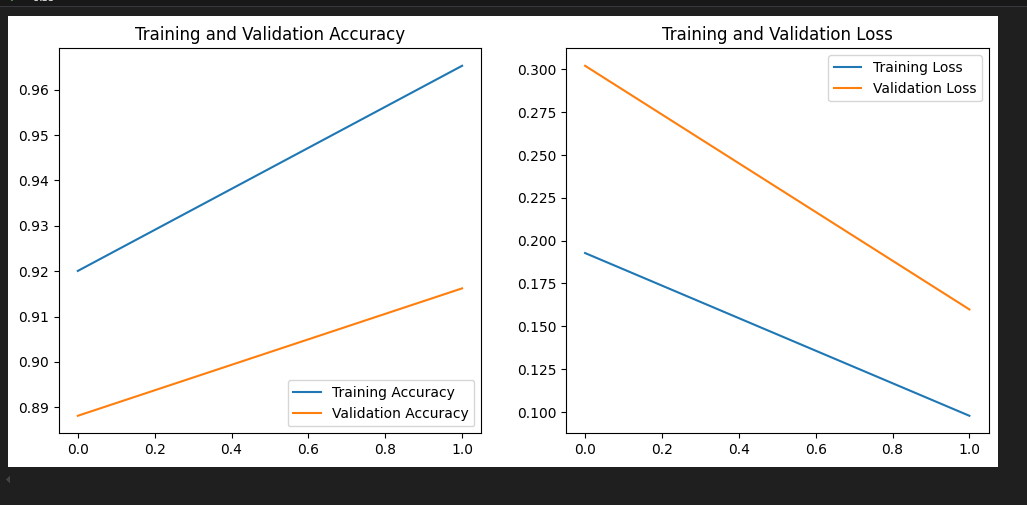 Training and Validation Accuracy
0.96
0.95
0.94
0.93
0.92
0.91
0.90
0.89
0.0 0.2 0.4 0.6 0.8 1.0
Training Accuracy
Validation Accuracy
Training and Validation Loss
0.300
0.275
0.250
0.225
0.200
0.175
0.150
0.125
0.100
0.0 0.2 0.4 0.6 0.8 1.0
Training Loss
Validation Loss